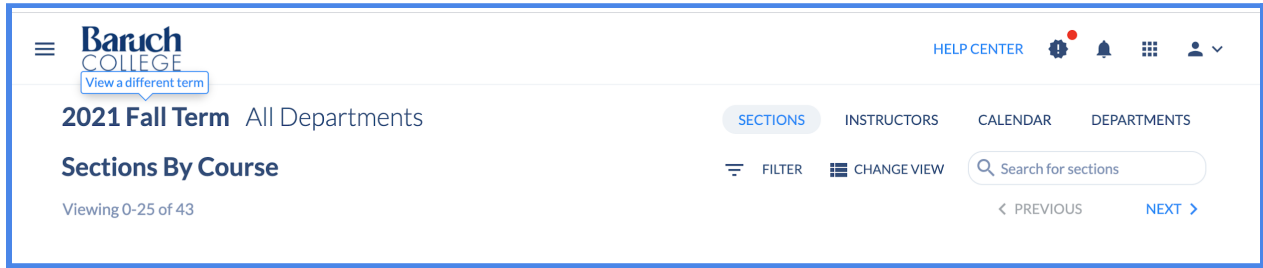 Baruch
COLLEGE
HELP CENTER
View a different term
2021 Fall Term All Departments
SECTIONS INSTRUCTORS CALENDAR DEPARTMENTS
Sections By Course
FILTER CHANGE VIEW Search for sections
Viewing 0-25 of 43
PREVIOUS NEXT